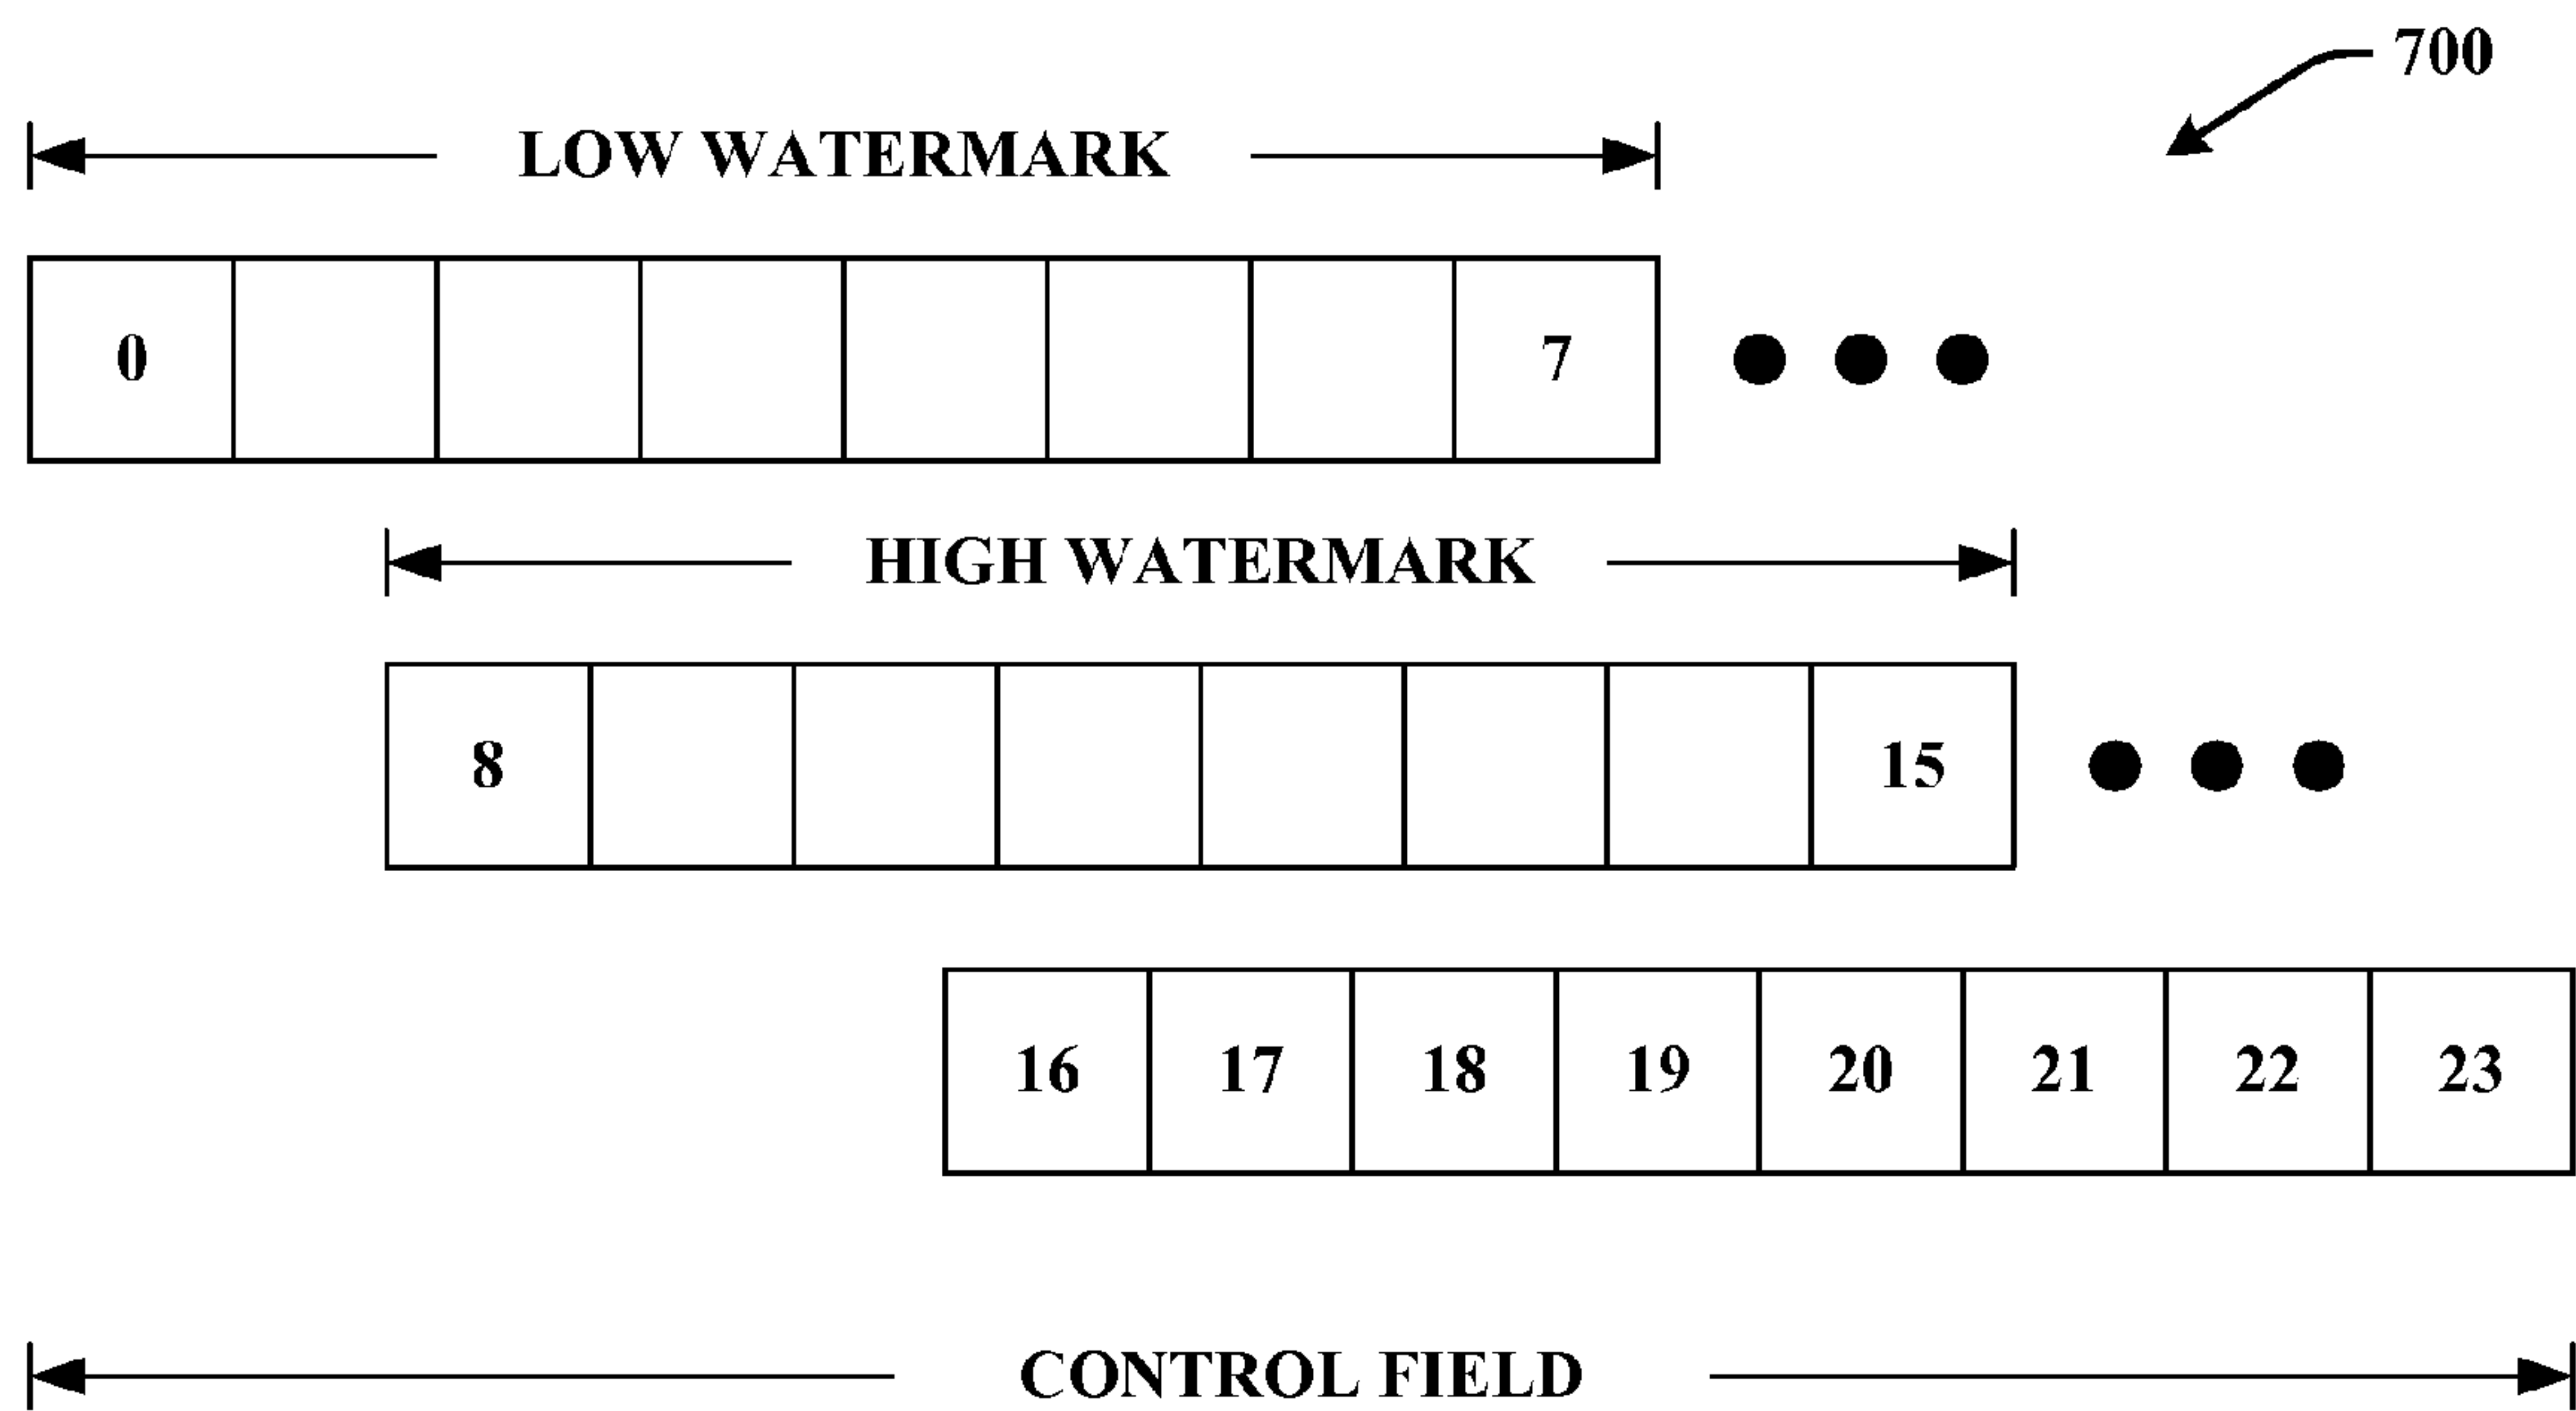 700
LOW WATERMARK
0 7
HIGH WATERMARK
8 15
16 17 18 19 20 21 22 23
CONTROL FIELD